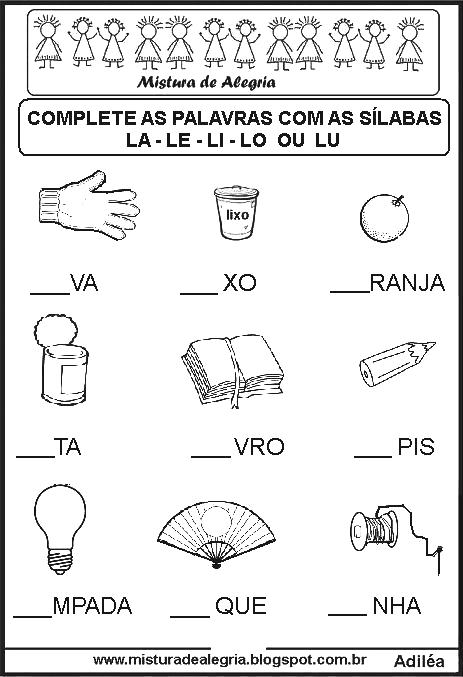 Mistura de Alegria
COMPLETE AS PALAVRAS COM AS SÍLABAS
LA - LE - LI - LO OU LU
lixo
___VA ___ XO ___RANJA
___TA ___ VRO ___ PIS
___MPADA ___ QUE ___ NHA
www.misturadealegria.blogspot.com.br Adiléa